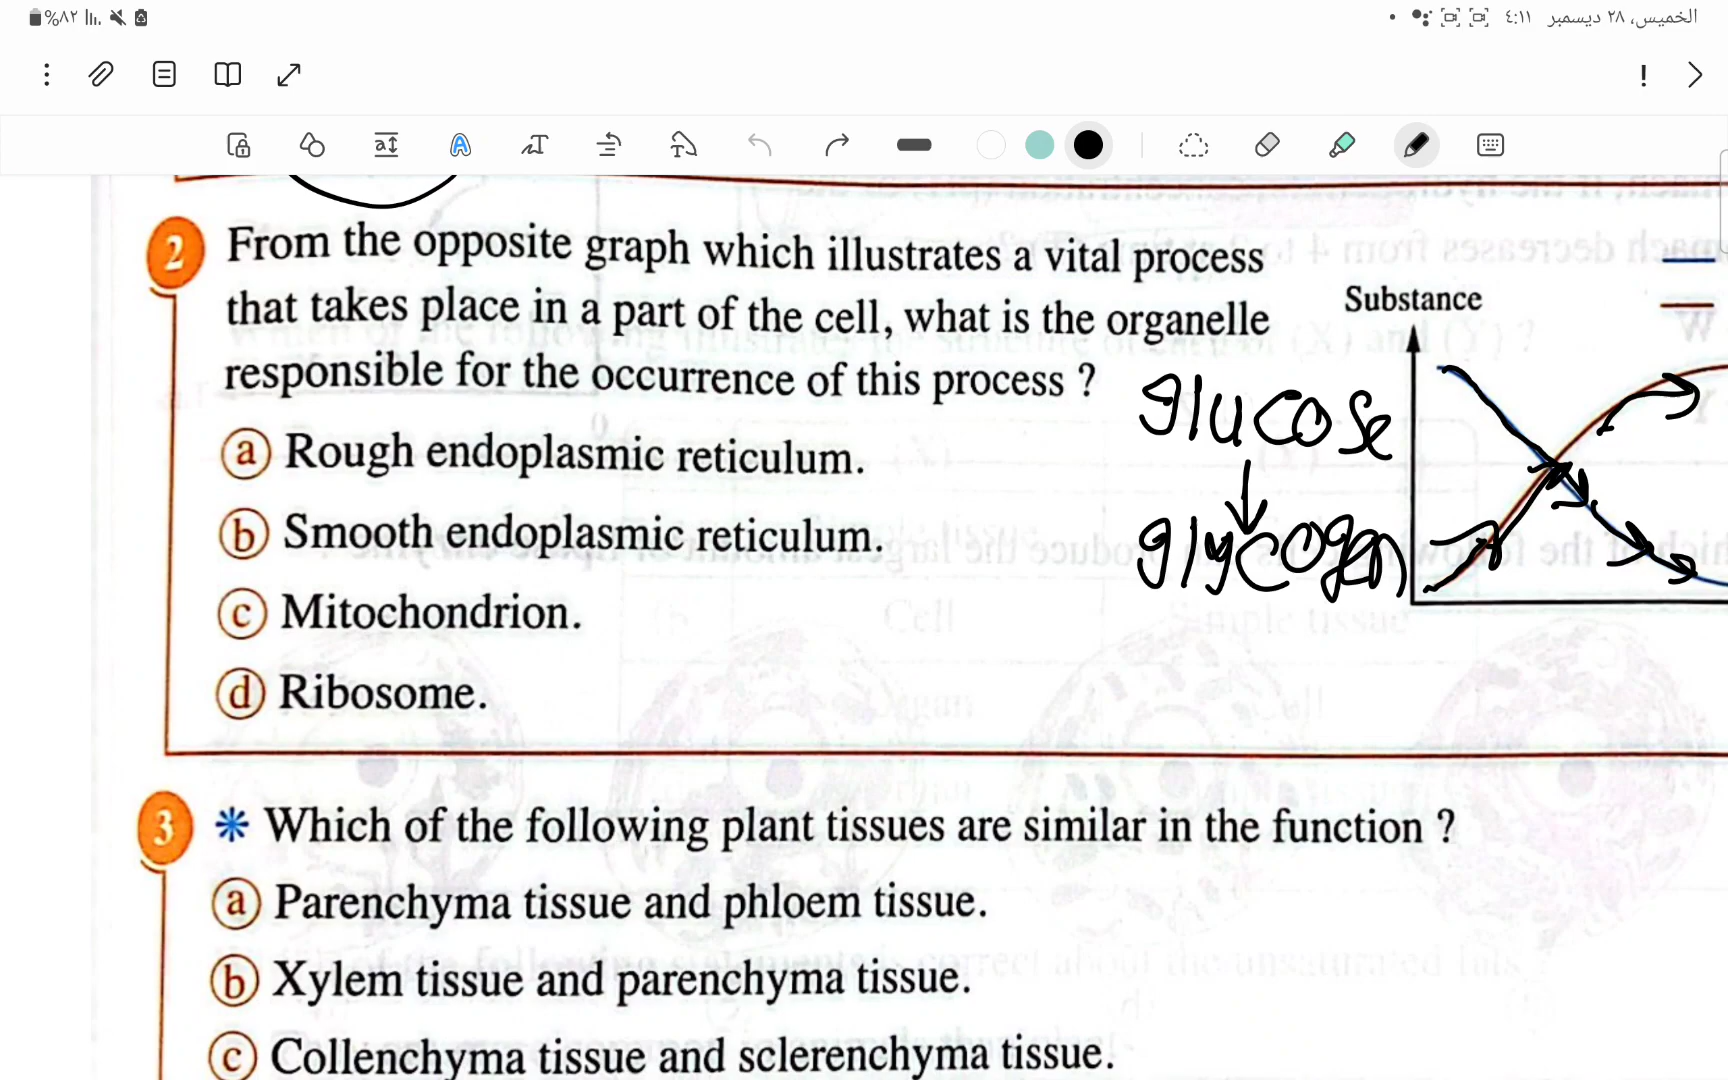 %٨٢
الخميس، ٢٨ ديسمبر ٤:١١
2 From the opposite graph which illustrates a vital process
that takes place in a part of the cell, what is the organelle
responsible for the occurrence of this process ?
Substance
glucose
glycogen
a Rough endoplasmic reticulum.
b Smooth endoplasmic reticulum.
c Mitochondrion.
d Ribosome.
3 * Which of the following plant tissues are similar in the function ?
a Parenchyma tissue and phloem tissue.
b Xylem tissue and parenchyma tissue.
c Collenchyma tissue and sclerenchyma tissue.